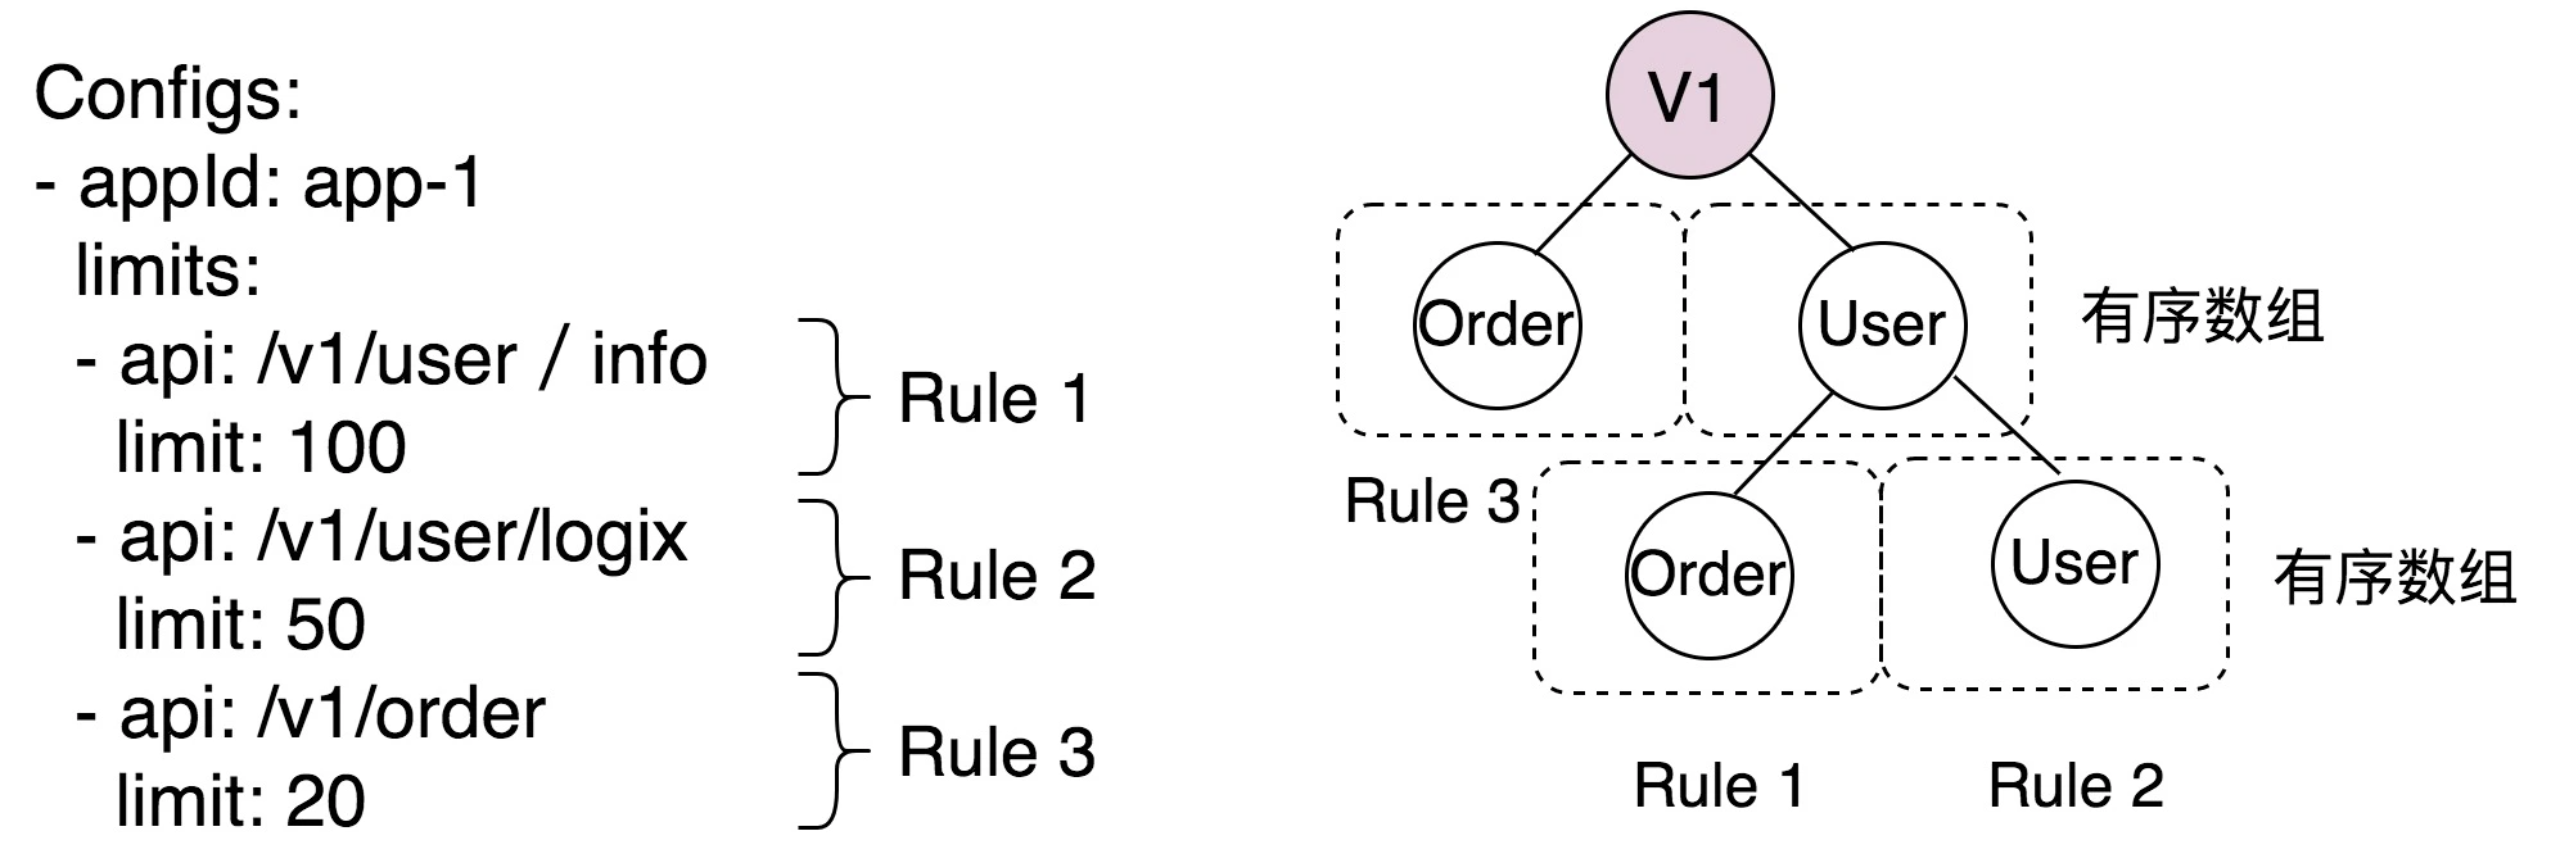 Configs:
- appId: app-1
limits:
- api: /v1/user / info
limit: 100
- api: /v1/user/logix
limit: 50
- api: /v1/order
limit: 20
Rule 1
Rule 2
Rule 3
V1
Order
User
有序数组
Rule 3
Order
User
有序数组
Rule 1
Rule 2